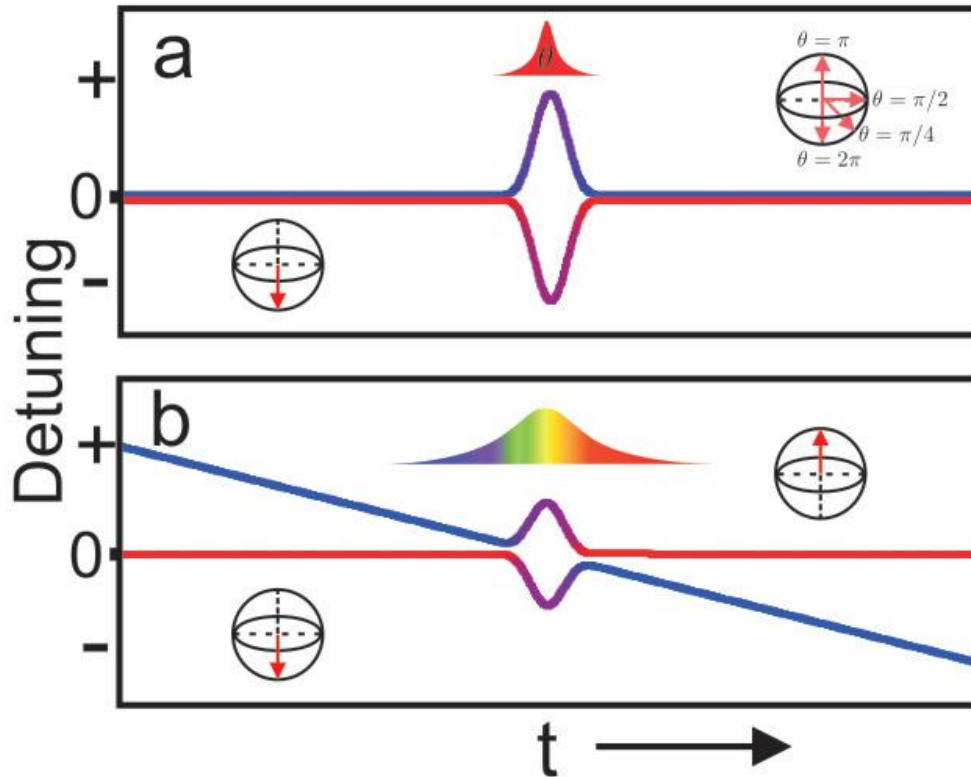 a
θ
θ = π
θ = π/2
θ = π/4
θ = 2π
+
0
-
Detuning
b
+
0
-
t